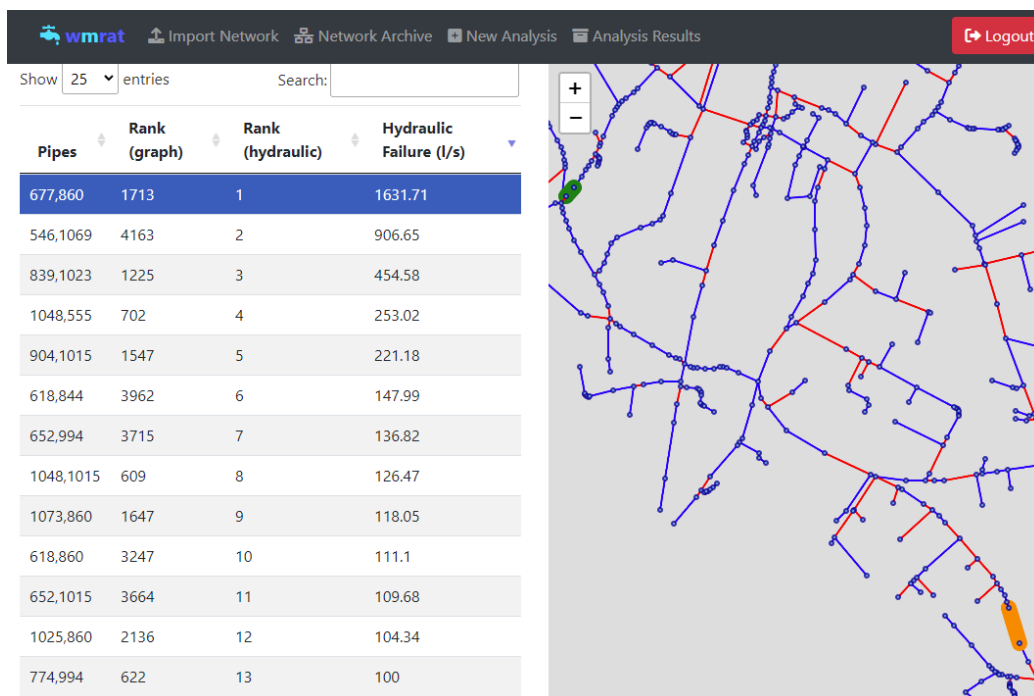 wmrat Import Network Network Archive New Analysis Analysis Results Logout
Show 25 entries Search:
Pipes Rank (graph) Rank (hydraulic) Hydraulic Failure (l/s)
677,860 1713 1 1631.71
546,1069 4163 2 906.65
839,1023 1225 3 454.58
1048,555 702 4 253.02
904,1015 1547 5 221.18
618,844 3962 6 147.99
652,994 3715 7 136.82
1048,1015 609 8 126.47
1073,860 1647 9 118.05
618,860 3247 10 111.1
652,1015 3664 11 109.68
1025,860 2136 12 104.34
774,994 622 13 100
+
−